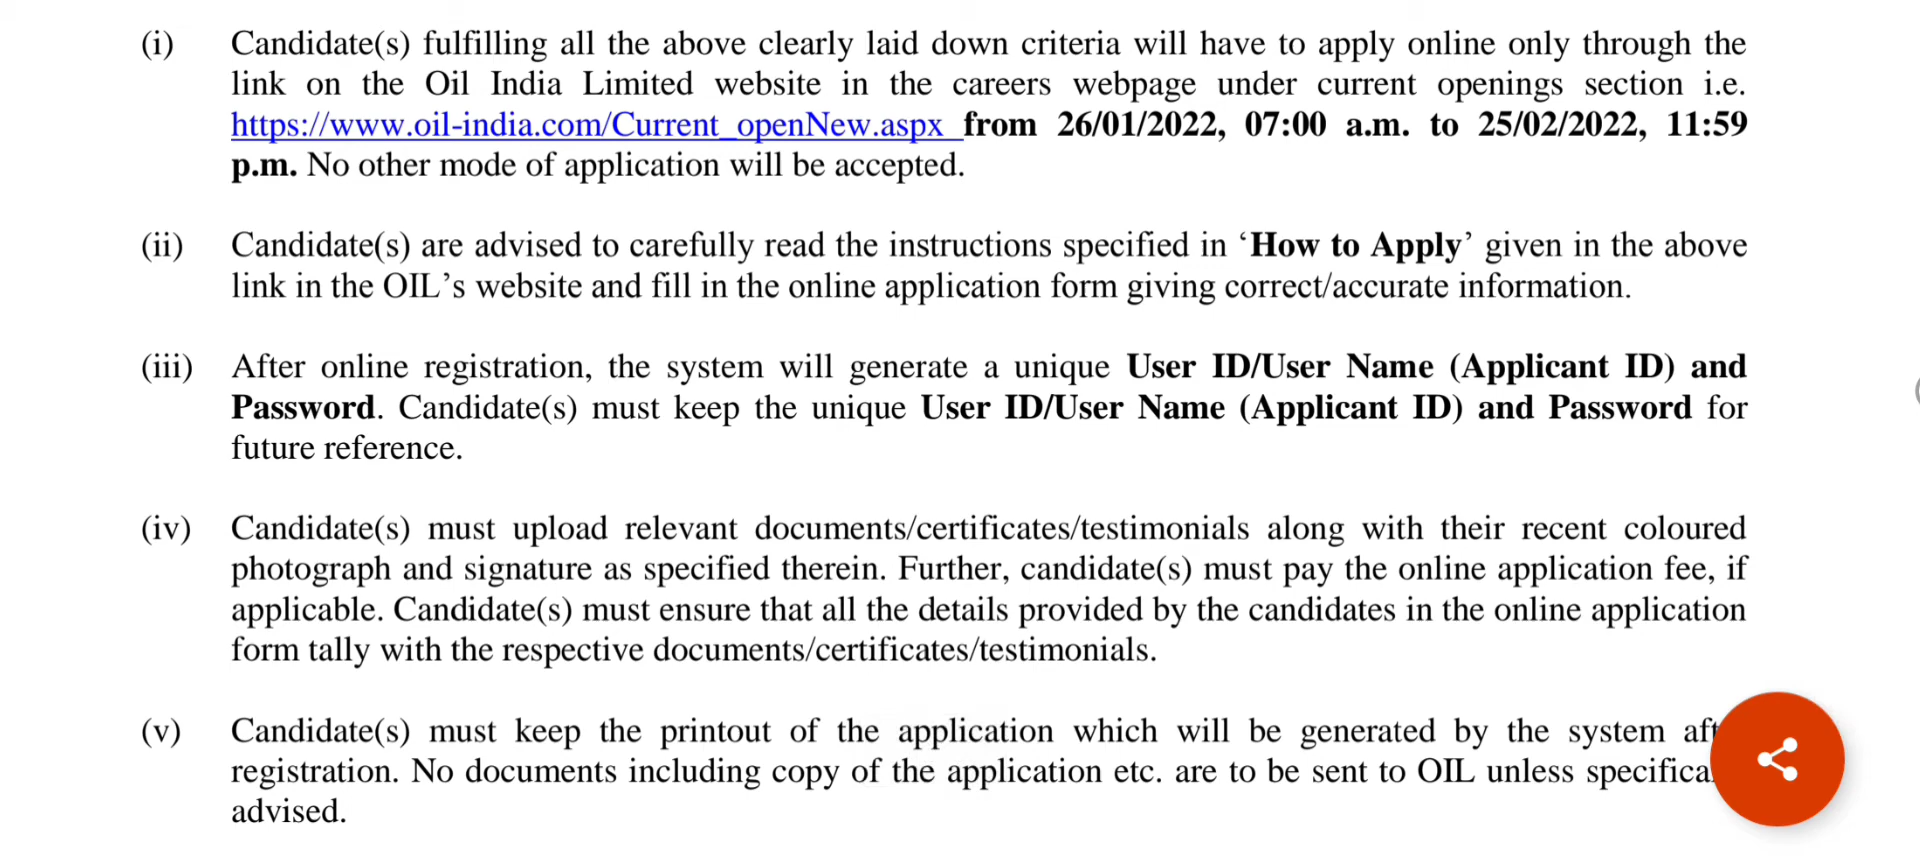 (i) Candidate(s) fulfilling all the above clearly laid down criteria will have to apply online only through the
link on the Oil India Limited website in the careers webpage under current openings section i.e.
https://www.oil-india.com/Current_openNew.aspx from 26/01/2022, 07:00 a.m. to 25/02/2022, 11:59
p.m. No other mode of application will be accepted.
(ii) Candidate(s) are advised to carefully read the instructions specified in ‘How to Apply’ given in the above
link in the OIL’s website and fill in the online application form giving correct/accurate information.
(iii) After online registration, the system will generate a unique User ID/User Name (Applicant ID) and
Password. Candidate(s) must keep the unique User ID/User Name (Applicant ID) and Password for
future reference.
(iv) Candidate(s) must upload relevant documents/certificates/testimonials along with their recent coloured
photograph and signature as specified therein. Further, candidate(s) must pay the online application fee, if
applicable. Candidate(s) must ensure that all the details provided by the candidates in the online application
form tally with the respective documents/certificates/testimonials.
(v) Candidate(s) must keep the printout of the application which will be generated by the system
registration. No documents including copy of the application etc. are to be sent to OIL unless
advised.